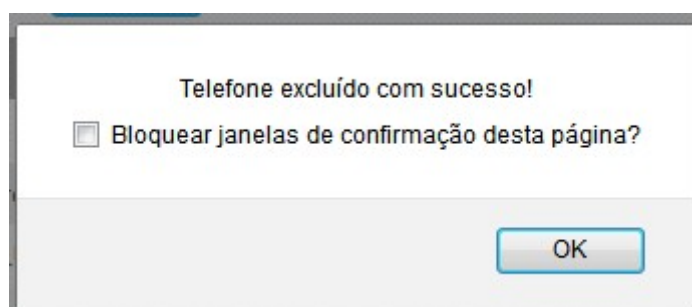 Telefone excluído com sucesso!
Bloquear janelas de confirmação desta página?
OK